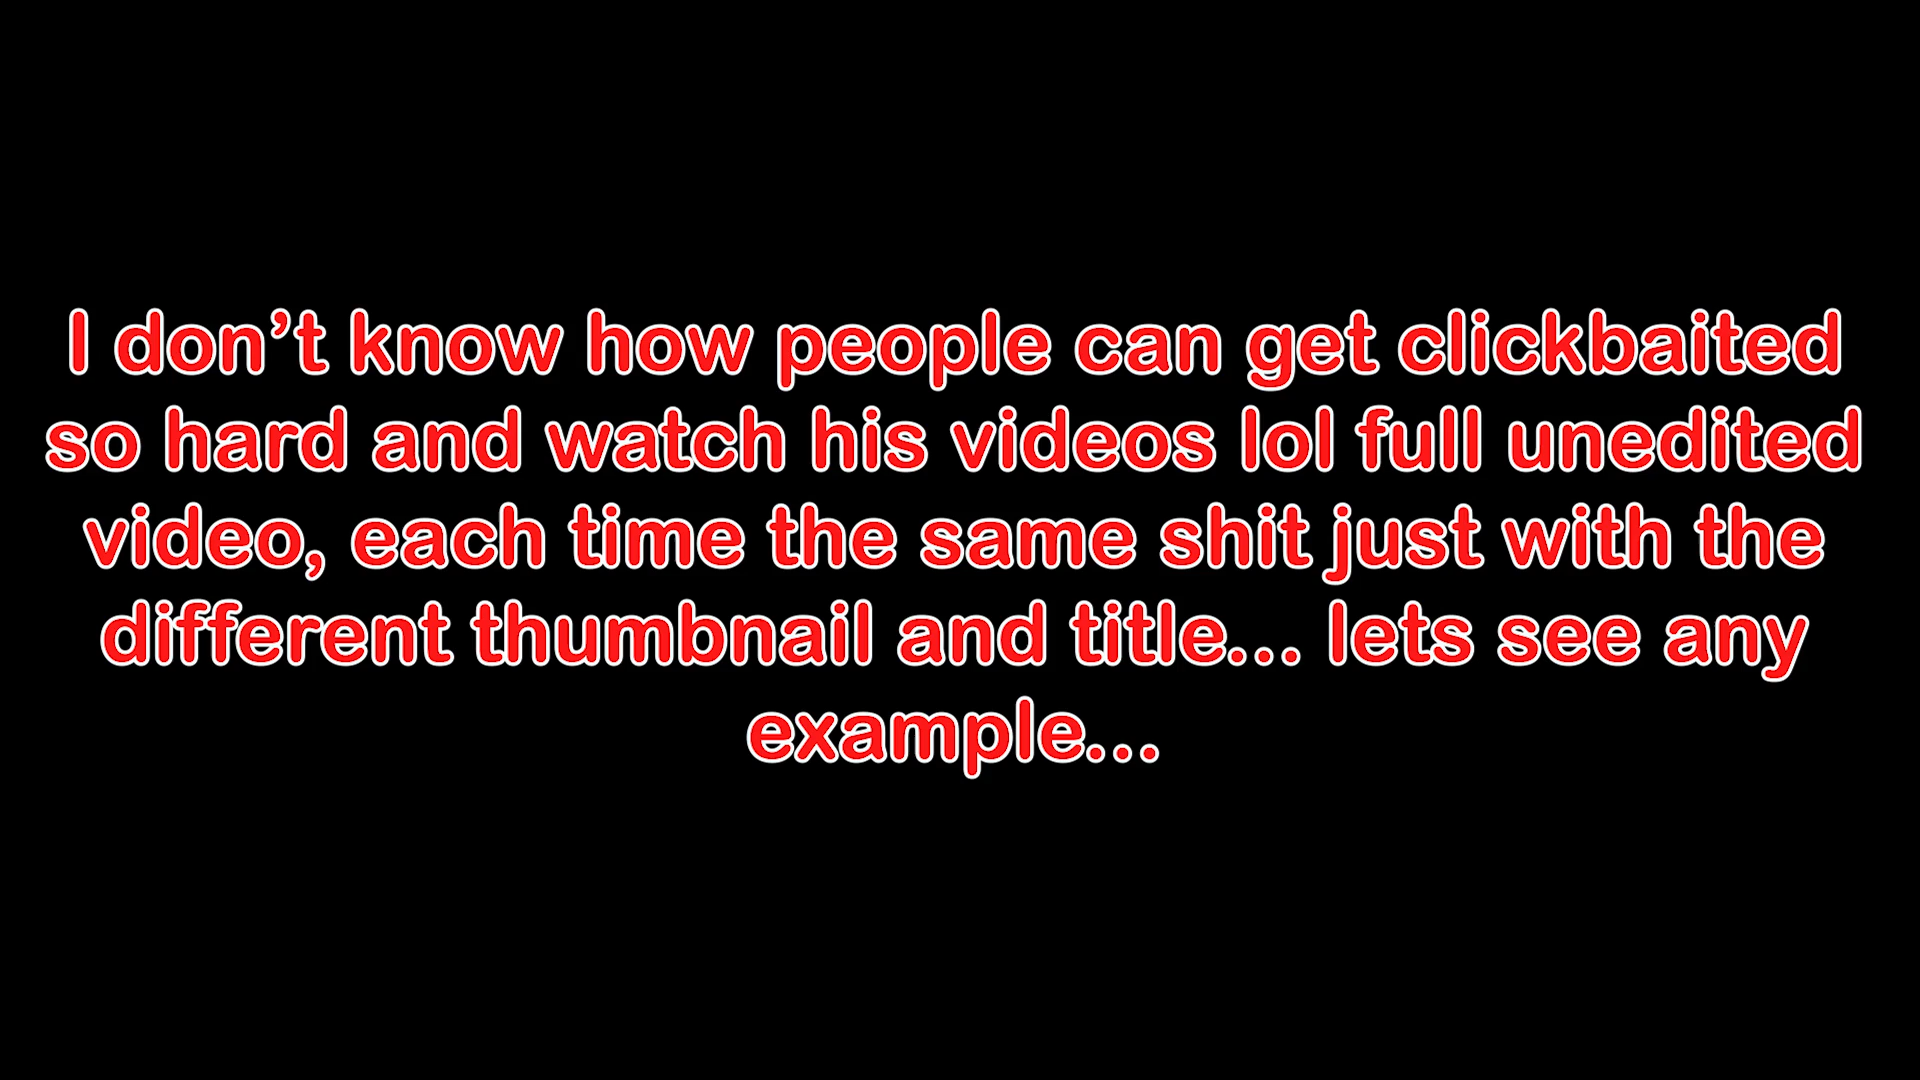 I don’t know how people can get clickbaited
so hard and watch his videos lol full unedited
video, each time the same shit just with the
different thumbnail and title... lets see any
example...